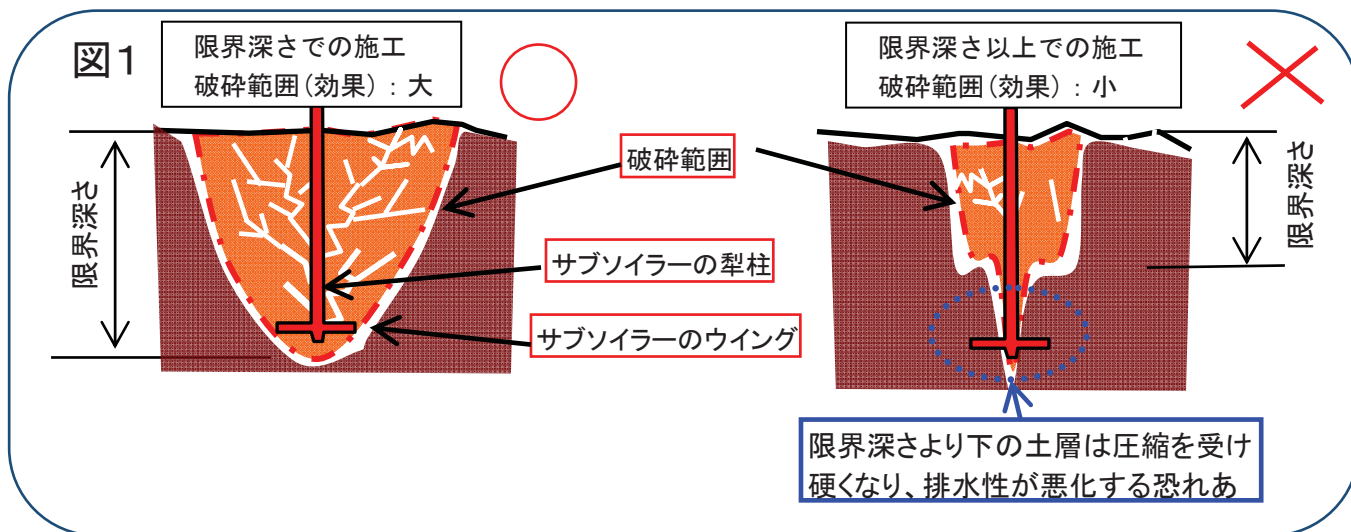 図1
限界深さでの施工
破砕範囲(効果):大
限界深さ以上での施工
破砕範囲(効果):小
限界深さ
破砕範囲
サブソイラーの犁柱
サブソイラーのウイング
限界深さ
限界深さより下の土層は圧縮を受け
硬くなり、排水性が悪化する恐れあ